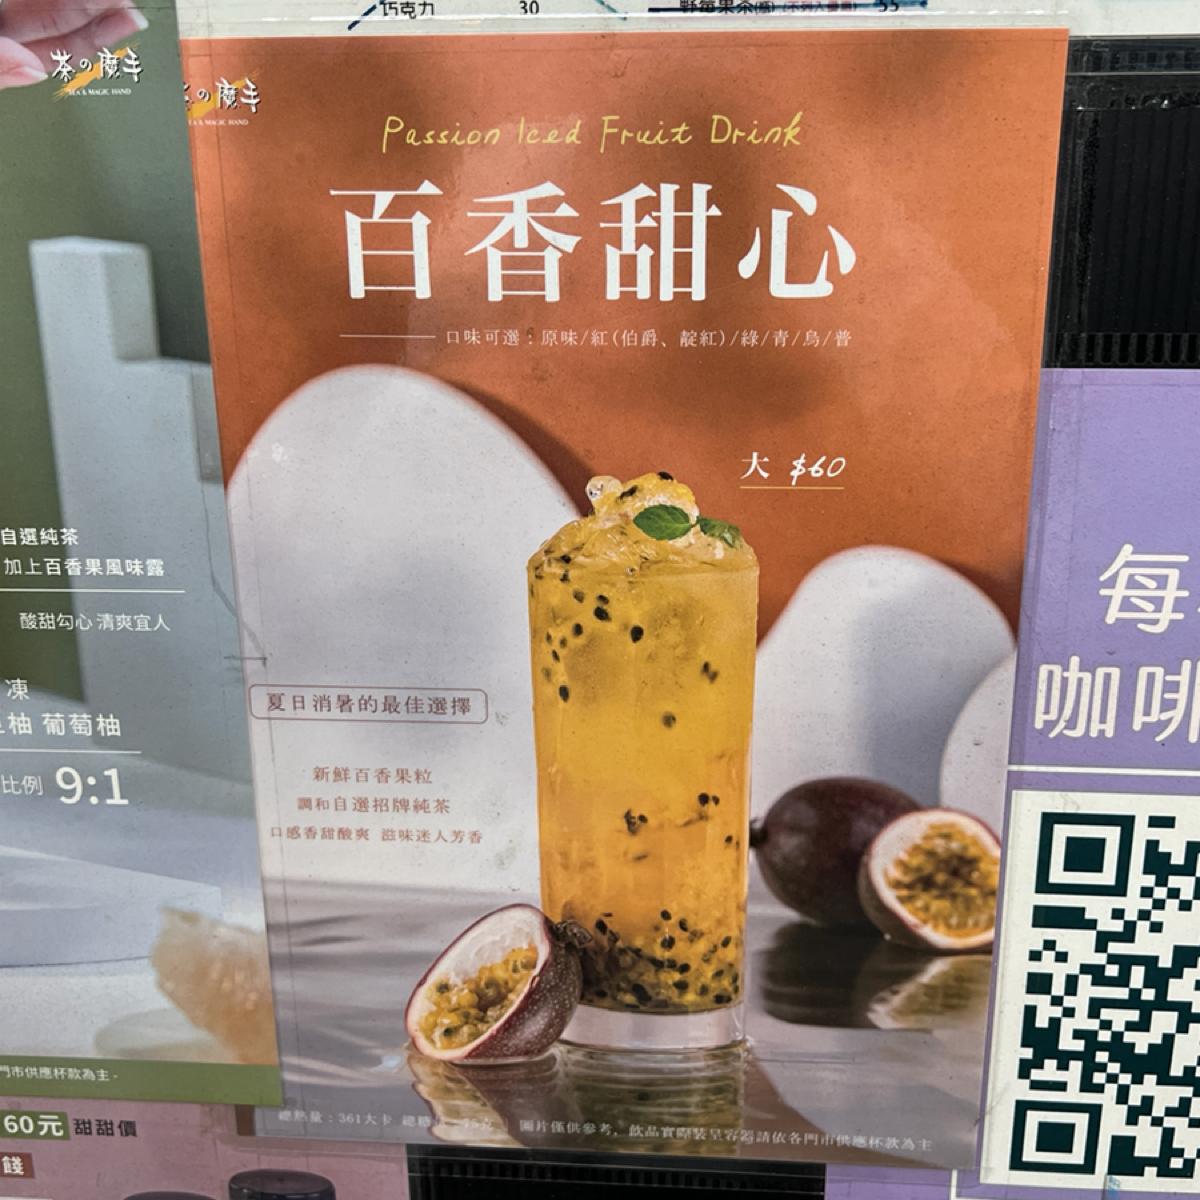 巧克力 30
茶の魔手
TEA & MAGIC HAND
の魔手
Passion Iced Fruit Drink
百香甜心
口味可選：原味/紅(伯爵、靛紅)/綠/青/烏/普
大 $60
夏日消暑的最佳選擇
新鮮百香果粒
調和自選招牌純茶
口感香甜酸爽 滋味迷人芳香
總熱量：361大卡
圖片僅供參考，飲品實際裝呈容器請依各門市供應杯款為主
自選純茶
加上百香果風味露
酸甜勾心 清爽宜人
凍
柚 葡萄柚
比例 9:1
門市供應杯款為主-
60元 甜甜價
餞
每
咖啡